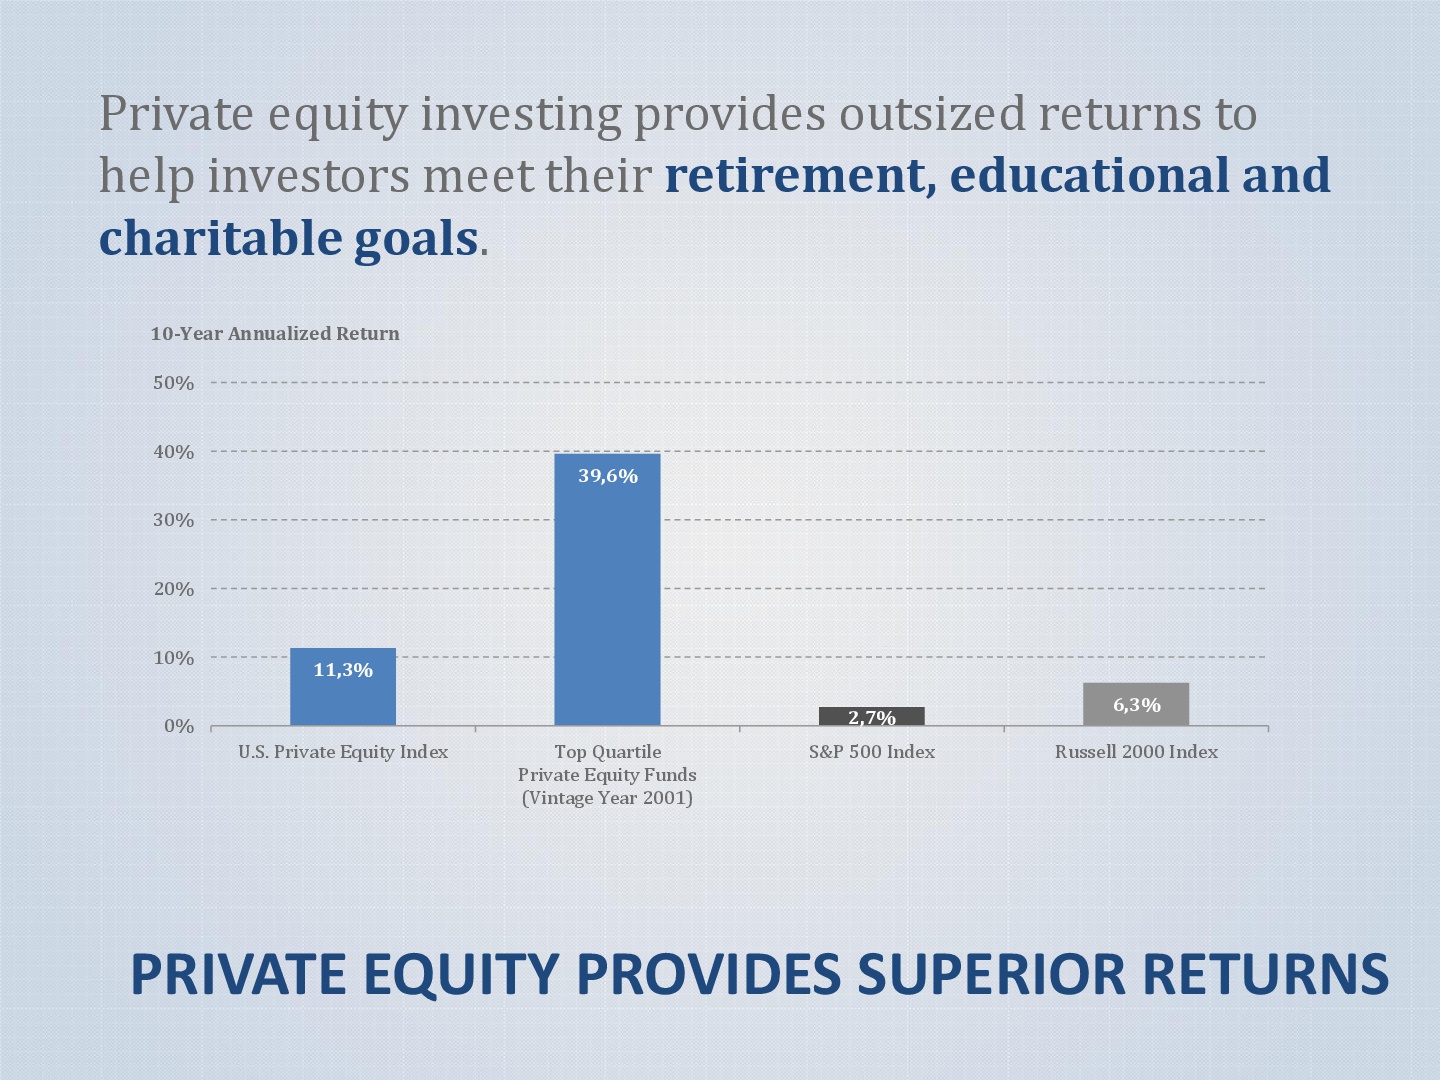 Private equity investing provides outsized returns to
help investors meet their retirement, educational and
charitable goals.
10-Year Annualized Return
50%
40%
30%
20%
10%
0%
11,3%
39,6%
2,7%
6,3%
U.S. Private Equity Index
Top Quartile
Private Equity Funds
(Vintage Year 2001)
S&P 500 Index
Russell 2000 Index
PRIVATE EQUITY PROVIDES SUPERIOR RETURNS